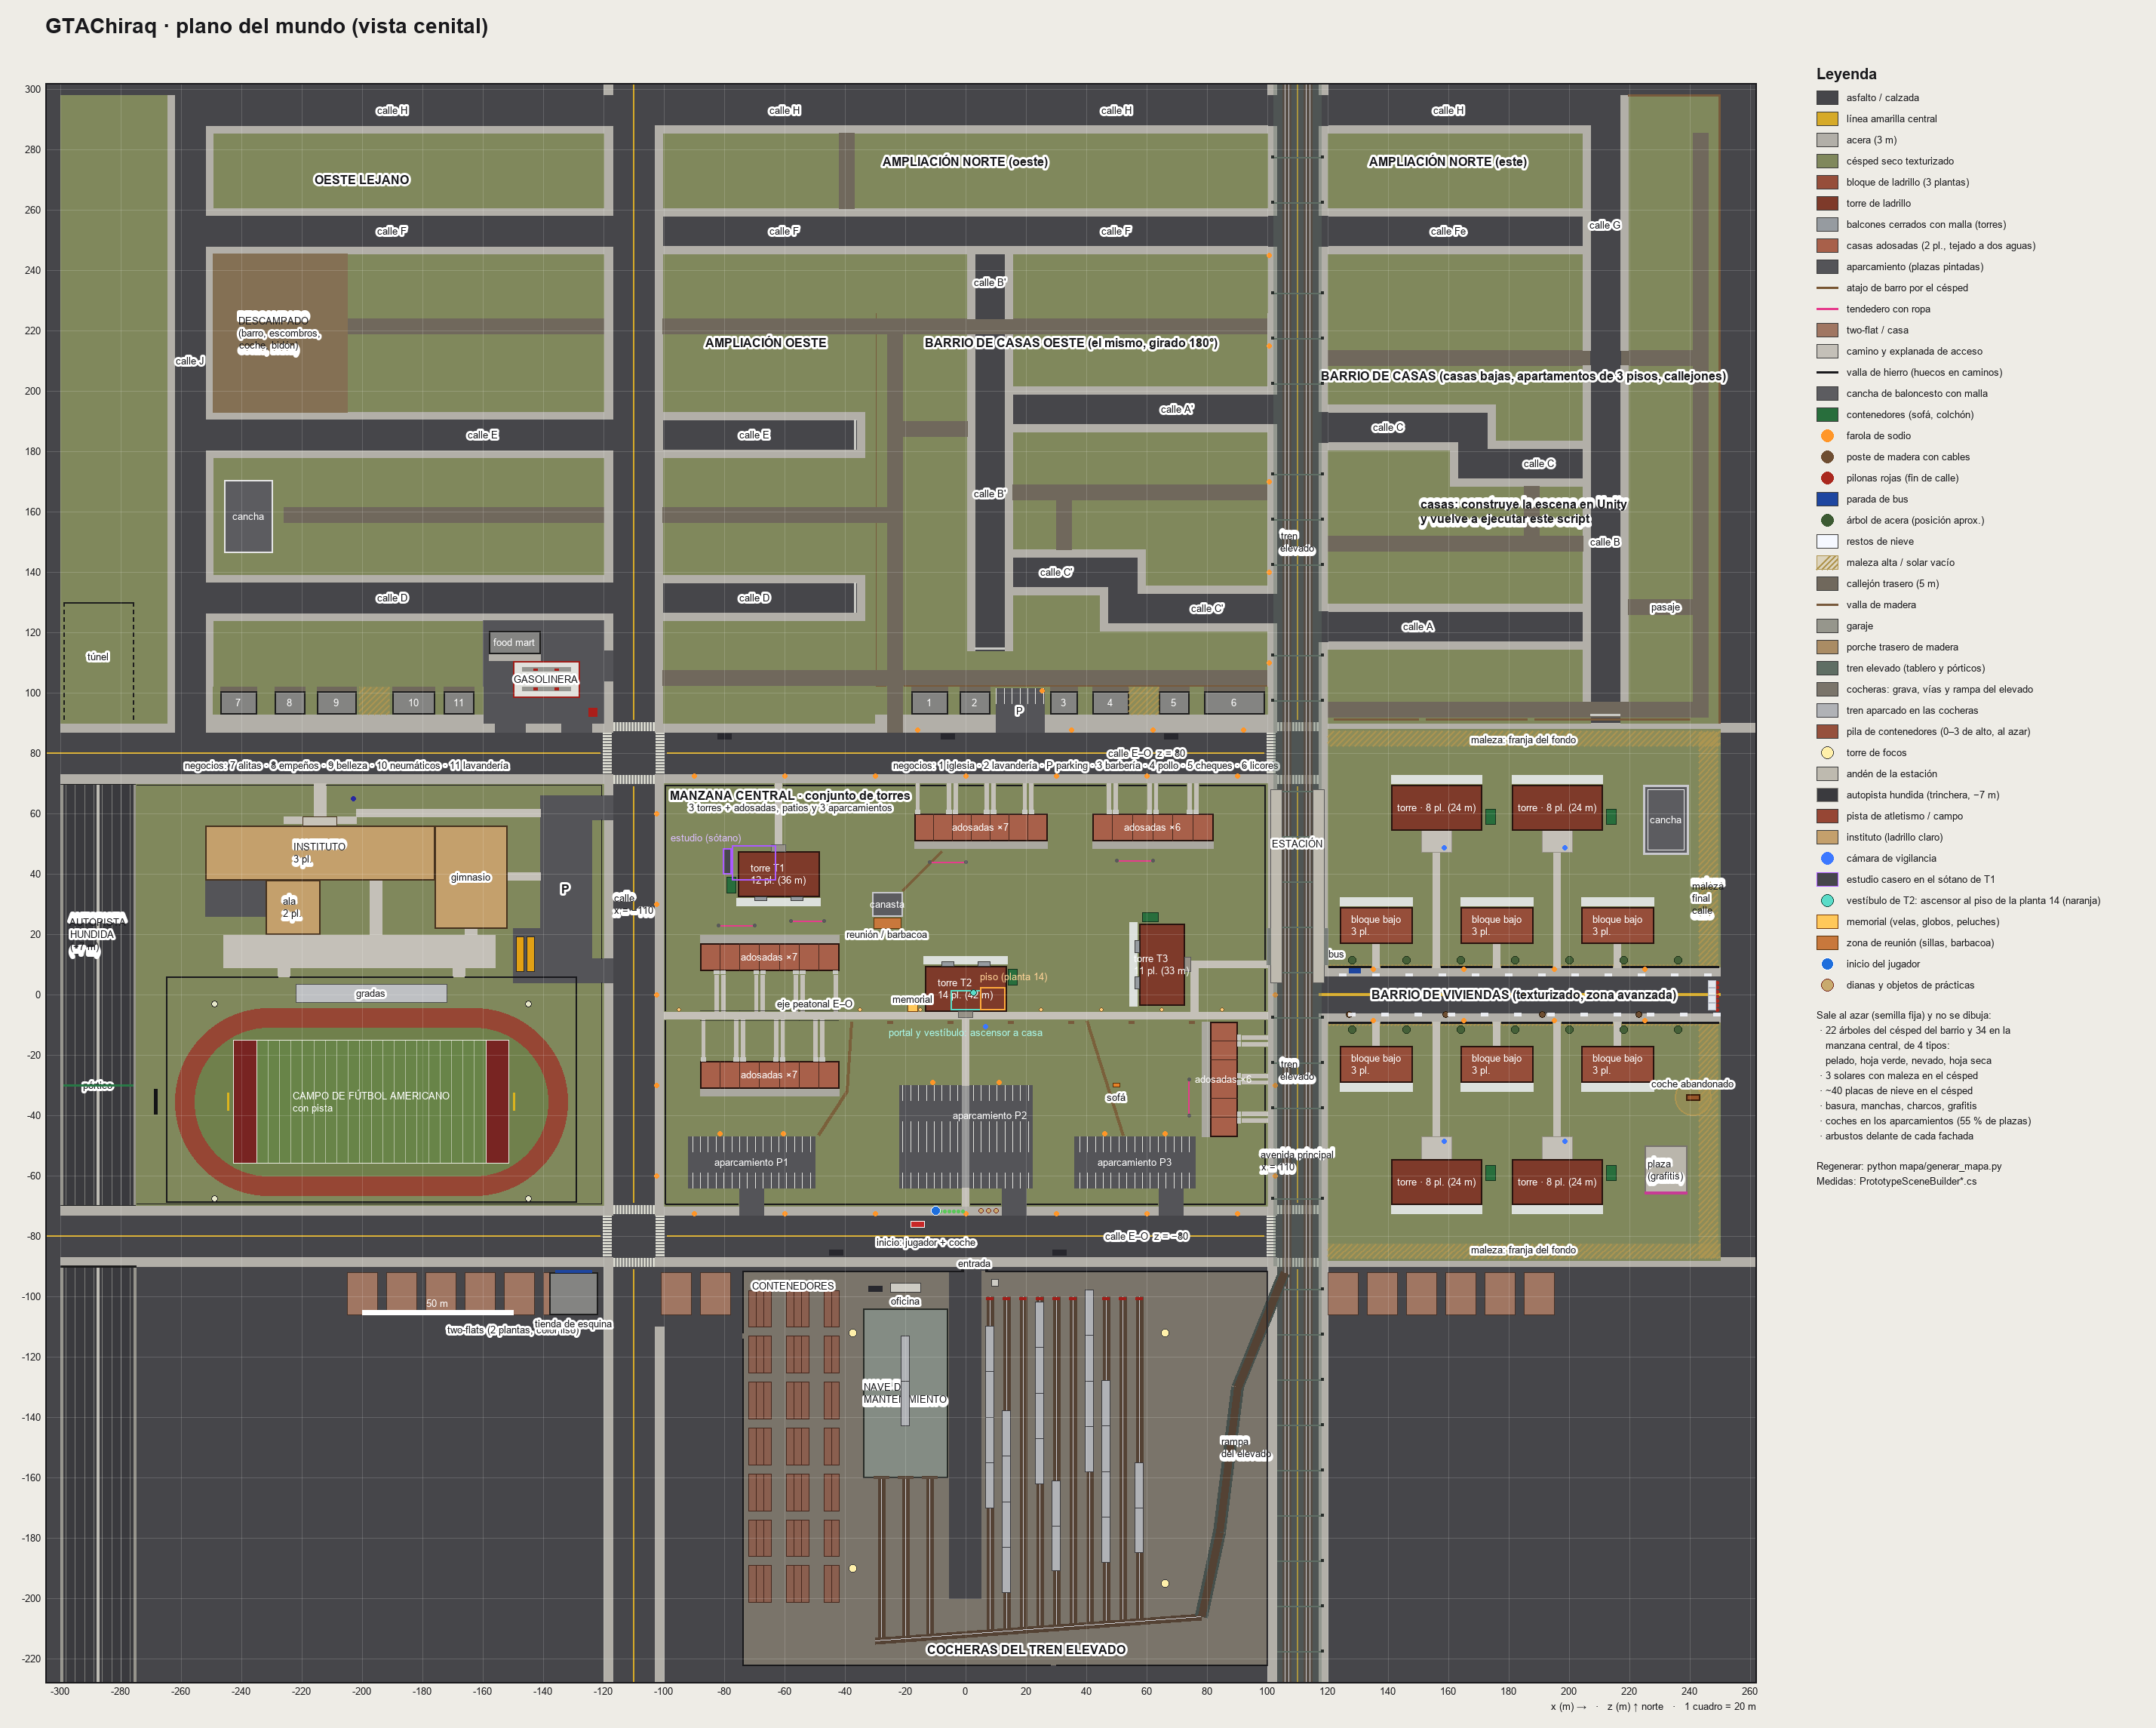 GTAChiraq · plano del mundo (vista cenital)
300
280
260
240
220
200
180
160
140
120
100
80
60
40
20
0
-20
-40
-60
-80
-100
-120
-140
-160
-180
-200
-220
-300
-280
-260
-240
-220
-200
-180
-160
-140
-120
-100
-80
-60
-40
-20
0
20
40
60
80
100
120
140
160
180
200
220
240
260
x (m) → · z (m) ↑ norte · 1 cuadro = 20 m
calle H
calle H
calle H
calle H
OESTE LEJANO
AMPLIACIÓN NORTE (oeste)
AMPLIACIÓN NORTE (este)
calle F
calle F
calle F
calle Fe
calle G
calle B'
DESCAMPADO
(barro, escombros,
coche, bidón)
calle J
AMPLIACIÓN OESTE
BARRIO DE CASAS OESTE (el mismo, girado 180°)
BARRIO DE CASAS (casas bajas, apartamentos de 3 pisos, callejones)
calle A'
calle E
calle E
calle C
calle C
calle B'
cancha
casas: construye la escena en Unity
y vuelve a ejecutar este script
tren
elevado
calle B
calle C'
calle C'
calle D
calle D
pasaje
calle A
túnel
food mart
GASOLINERA
7
8
9
10
11
1
2
P
3
4
5
6
calle E–O z = 80
maleza: franja del fondo
negocios: 7 alitas · 8 empeños · 9 belleza · 10 neumáticos · 11 lavandería
negocios: 1 iglesia · 2 lavandería · P parking · 3 barbería · 4 pollo · 5 cheques · 6 licores
MANZANA CENTRAL · conjunto de torres
3 torres + adosadas, patios y 3 aparcamientos
torre · 8 pl. (24 m)
torre · 8 pl. (24 m)
cancha
estudio (sótano)
adosadas ×7
adosadas ×6
ESTACIÓN
INSTITUTO
3 pl.
gimnasio
ala
2 pl.
P
torre T1
12 pl. (36 m)
canasta
reunión / barbacoa
calle
x = −110
maleza
final
calle
AUTOPISTA
HUNDIDA
(−7 m)
bloque bajo
3 pl.
bloque bajo
3 pl.
bloque bajo
3 pl.
adosadas ×7
torre T3
11 pl. (33 m)
bus
torre T2
14 pl. (42 m)
piso (planta 14)
memorial
eje peatonal E–O
gradas
BARRIO DE VIVIENDAS (texturizado, zona avanzada)
portal y vestíbulo: ascensor a casa
adosadas ×7
adosadas ×6
tren
elevado
bloque bajo
3 pl.
bloque bajo
3 pl.
bloque bajo
3 pl.
coche abandonado
pórtico
CAMPO DE FÚTBOL AMERICANO
con pista
sofá
aparcamiento P2
aparcamiento P1
aparcamiento P3
avenida principal
x = 110
torre · 8 pl. (24 m)
torre · 8 pl. (24 m)
plaza
(grafitis)
inicio: jugador + coche
calle E–O z = −80
maleza: franja del fondo
entrada
CONTENEDORES
oficina
50 m
two-flats (2 plantas, color liso)
tienda de esquina
NAVE DE
MANTENIMIENTO
rampa
del elevado
COCHERAS DEL TREN ELEVADO
Leyenda
asfalto / calzada
línea amarilla central
acera (3 m)
césped seco texturizado
bloque de ladrillo (3 plantas)
torre de ladrillo
balcones cerrados con malla (torres)
casas adosadas (2 pl., tejado a dos aguas)
aparcamiento (plazas pintadas)
atajo de barro por el césped
tendedero con ropa
two-flat / casa
camino y explanada de acceso
valla de hierro (huecos en caminos)
cancha de baloncesto con malla
contenedores (sofá, colchón)
farola de sodio
poste de madera con cables
pilonas rojas (fin de calle)
parada de bus
árbol de acera (posición aprox.)
restos de nieve
maleza alta / solar vacío
callejón trasero (5 m)
valla de madera
garaje
porche trasero de madera
tren elevado (tablero y pórticos)
cocheras: grava, vías y rampa del elevado
tren aparcado en las cocheras
pila de contenedores (0–3 de alto, al azar)
torre de focos
andén de la estación
autopista hundida (trinchera, −7 m)
pista de atletismo / campo
instituto (ladrillo claro)
cámara de vigilancia
estudio casero en el sótano de T1
vestíbulo de T2: ascensor al piso de la planta 14 (naranja)
memorial (velas, globos, peluches)
zona de reunión (sillas, barbacoa)
inicio del jugador
dianas y objetos de prácticas
Sale al azar (semilla fija) y no se dibuja:
· 22 árboles del césped del barrio y 34 en la
manzana central, de 4 tipos:
pelado, hoja verde, nevado, hoja seca
· 3 solares con maleza en el césped
· ~40 placas de nieve en el césped
· basura, manchas, charcos, grafitis
· coches en los aparcamientos (55 % de plazas)
· arbustos delante de cada fachada
Regenerar: python mapa/generar_mapa.py
Medidas: PrototypeSceneBuilder*.cs